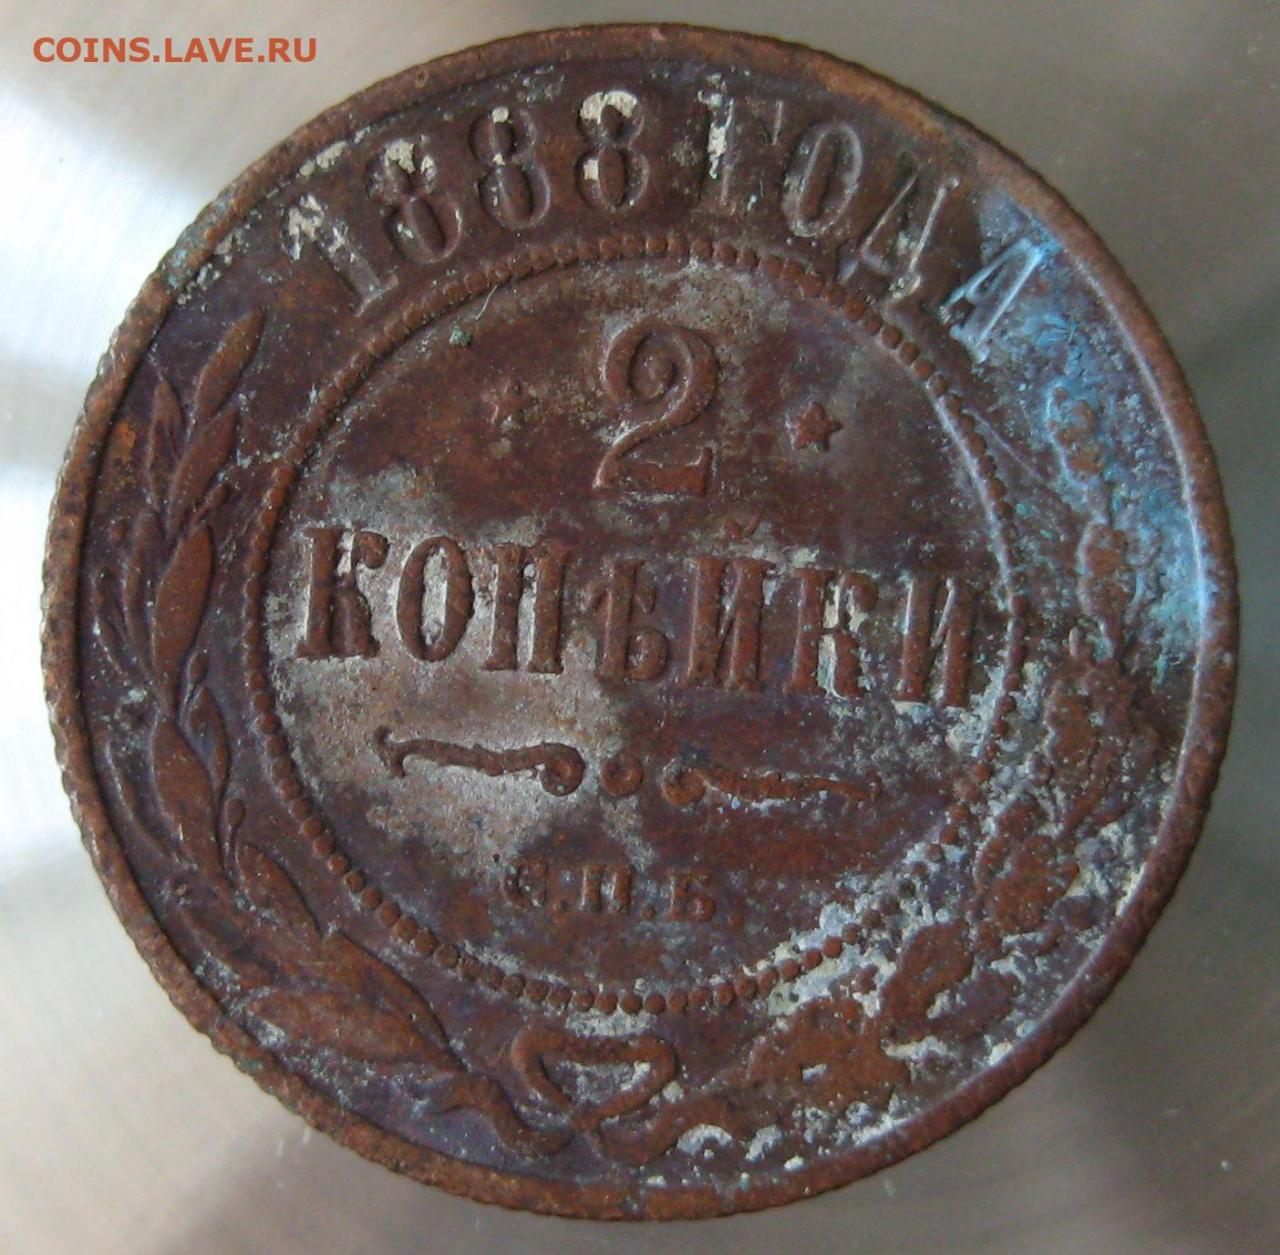 COINS.LAVE.RU
1888 ГОДА
2
КОПѢЙКИ
С.П.Б.